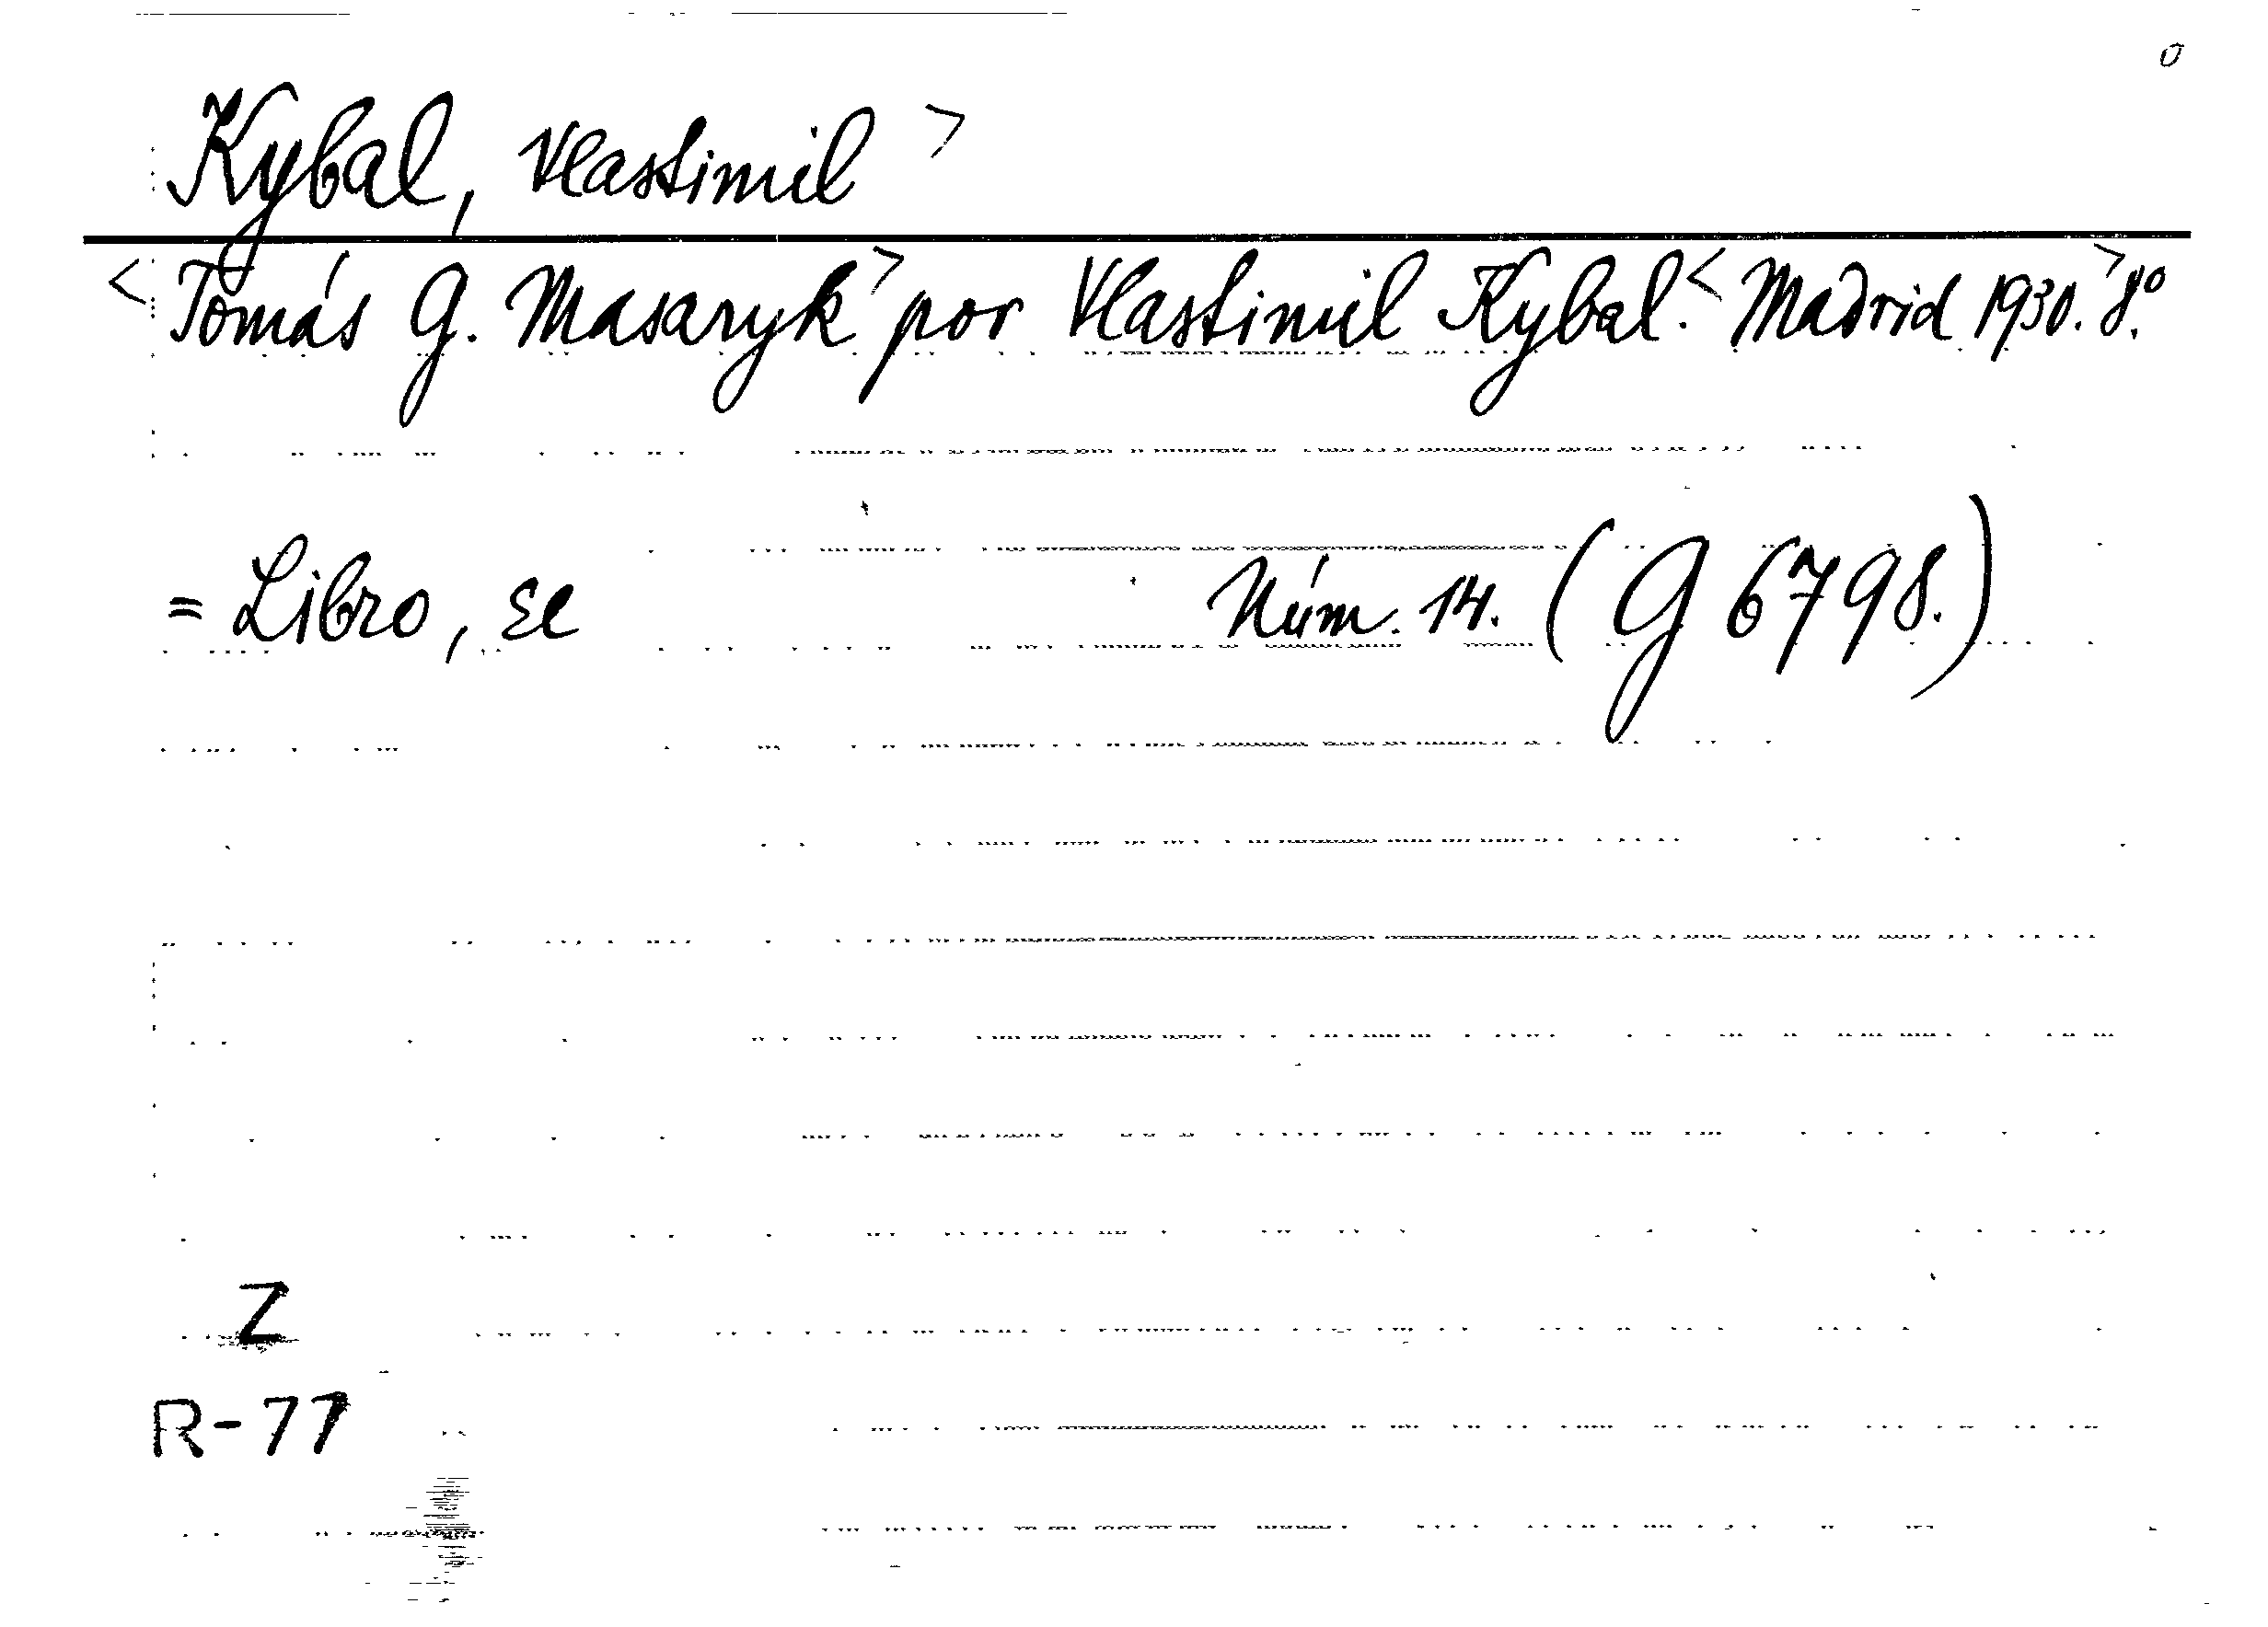 Kybal, Vlastimil >
<Tomás G. Masaryk> por Vlastimil Kybal.< Madrid 1930.> 8º.
= Libro, El Núm. 14. (G 6798.)
Z
R-77